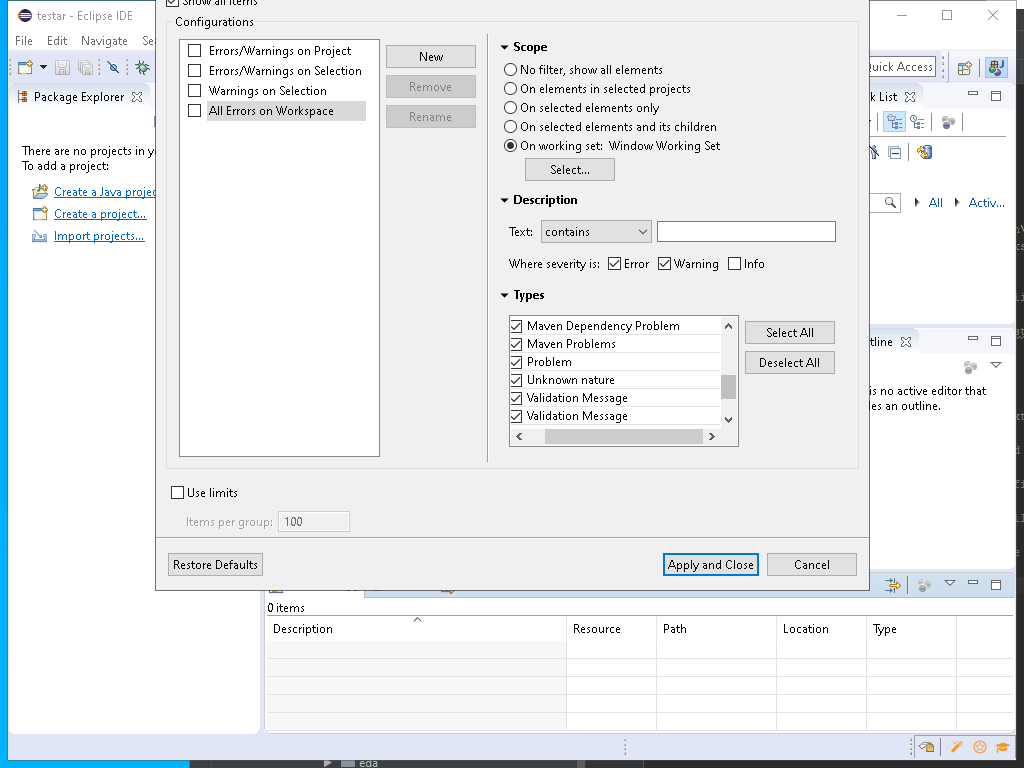 Show all items
testar - Eclipse IDE
File Edit Navigate
Configurations
Errors/Warnings on Project
Errors/Warnings on Selection
Warnings on Selection
All Errors on Workspace
New
Remove
Rename
Scope
No filter, show all elements
On elements in selected projects
On selected elements only
On selected elements and its children
On working set: Window Working Set
Select...
Description
Text: contains
Where severity is: Error Warning Info
Types
Maven Dependency Problem
Maven Problems
Problem
Unknown nature
Validation Message
Validation Message
Select All
Deselect All
Use limits
Items per group: 100
Restore Defaults
Apply and Close
Cancel
Quick Access
Package Explorer
There are no projects in
To add a project:
Create a Java
Create a project...
Import projects...
List
All Activ...
is no active editor that
an outline.
0 items
Description Resource Path Location Type
eda